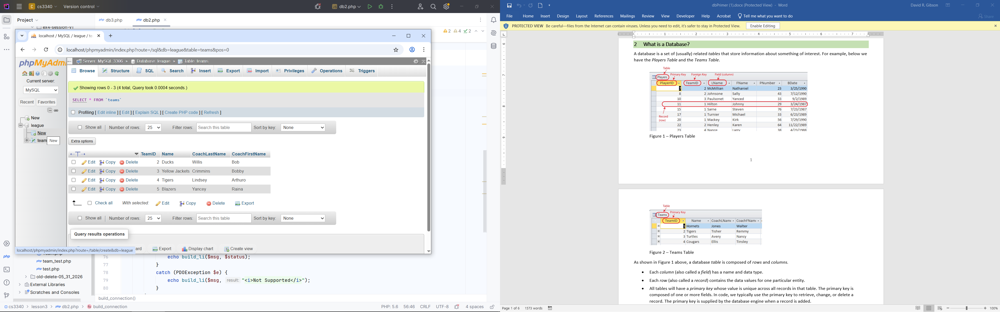 cs3340
Version control
db2.php
Project
db3.php
db2.php
ex4-session-v1
2 4 2
localhost / MySQL / league / te
localhost/phpmyadmin/index.php?route=/sql&db=league&table=teams&pos=0
phpMyAdmi
Current server:
MySQL
Recent Favorites
New
league
New
team
New
Server: MySQL:3306 » Database: league » Table: teams
Browse Structure SQL Search Insert Export Import Privileges Operations Triggers
Showing rows 0 - 3 (4 total, Query took 0.0004 seconds.)
SELECT * FROM `teams`
Profiling [ Edit inline ] [ Edit ] [ Explain SQL ] [ Create PHP code ] [ Refresh ]
Show all Number of rows: 25 Filter rows: Search this table Sort by key: None
Extra options
TeamID Name CoachLastName CoachFirstName
Edit Copy Delete 2 Ducks Willis Bob
Edit Copy Delete 3 Yellow Jackets Crimmins Bobby
Edit Copy Delete 4 Tigers Lindsey Arthuro
Edit Copy Delete 5 Blazers Yancey Raina
Check all With selected: Edit Copy Delete Export
Show all Number of rows: 25 Filter rows: Search this table Sort by key: None
Query results operations
ard Export Display chart Create view
localhost/phpmyadmin/index.php?route=/table/create&db=league
team_test.php
test.php
old-delete-05_31_2026
External Libraries
Scratches and Consoles
76 echo build_li($msg, $status);
77 }
78 catch (PDOException $e) {
79 echo build_li($msg, result: "<i>Not Supported</i>");
80 }
build_connection()
cs3340 > lesson3 > db2.php > build_connection
PHP: 5.6 56:46 CRLF UTF-8 4 spaces
dbPrimer (1).docx (Protected View) - Word
David R. Gibson
File Home Insert Design Layout References Mailings Review View Developer Help Acrobat Tell me what you want to do Share
PROTECTED VIEW Be careful—files from the Internet can contain viruses. Unless you need to edit, it's safer to stay in Protected View. Enable Editing
2 What is a Database?
A database is a set of (usually) related tables that store information about something of interest. For example, below we
have the Players Table and the Teams Table.
Table
Primary Key Foreign Key Field (column)
Players
PlayerID TeamID LName FName PNumber BDate
7 2 McMillian Nathaniel 23 3/25/1990
8 2 Johnsone Sally 43 7/12/1990
10 3 Paulsonet Yanced 33 9/2/1989
11 1 Hilton Johnny 29 3/24/1987
15 1 Sarne Steven 76 7/23/1987
17 1 Turnier Michael 33 6/23/1989
20 1 Mackey Kirk 56 7/29/1990
22 2 Henley Karen 64 11/22/1989
23 4 Nance Larry 38 4/23/1988
Record
(row)
Figure 1 – Players Table
1
Table
Primary Key
Teams
TeamID Name CoachLName CoachFName
1 Hornets Jones Walter
2 Tigers Tisher Remmy
3 Turtles Avery Nancy
4 Cougars Ellis Tinsley
Figure 2 – Teams Table
As shown in Figure 1 above, a database table is composed of rows and columns.
• Each column (also called a field) has a name and data type.
• Each row (also called a record) contains the data values for one particular entity.
• All tables will have a primary key whose value is unique across all records in that table. The primary key is
composed of one or more fields. In code, we typically use the primary key to retrieve, change, or delete a
record. The primary key is supplied by the database engine when a record is added.
Page 1 of 6 1573 words
100%